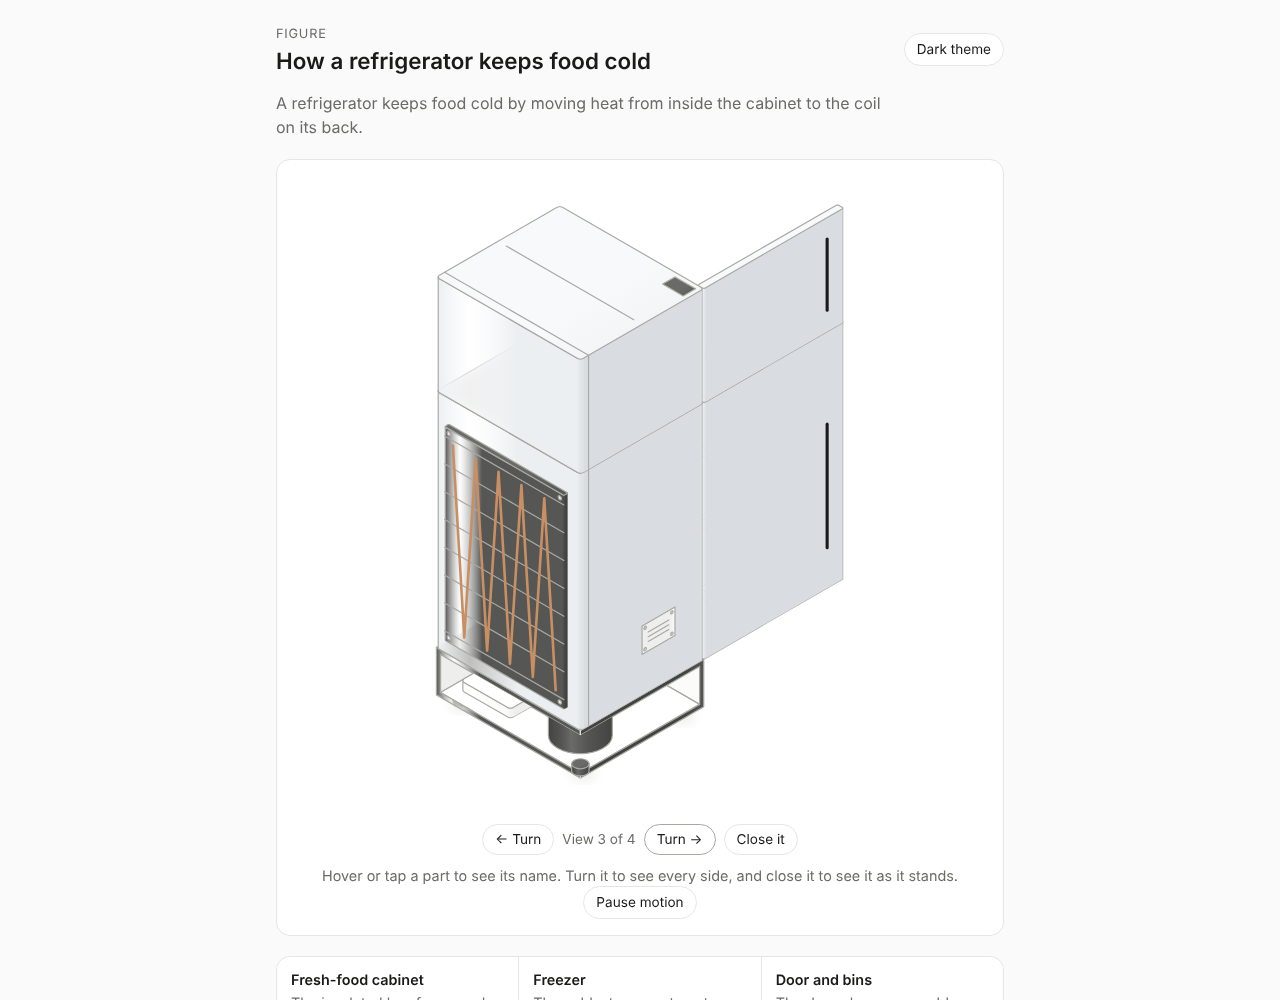 FIGURE
How a refrigerator keeps food cold
Dark theme
A refrigerator keeps food cold by moving heat from inside the cabinet to the coil
on its back.
← Turn
View 3 of 4
Turn →
Close it
Hover or tap a part to see its name. Turn it to see every side, and close it to see it as it stands.
Pause motion
Fresh-food cabinet
Freezer
Door and bins